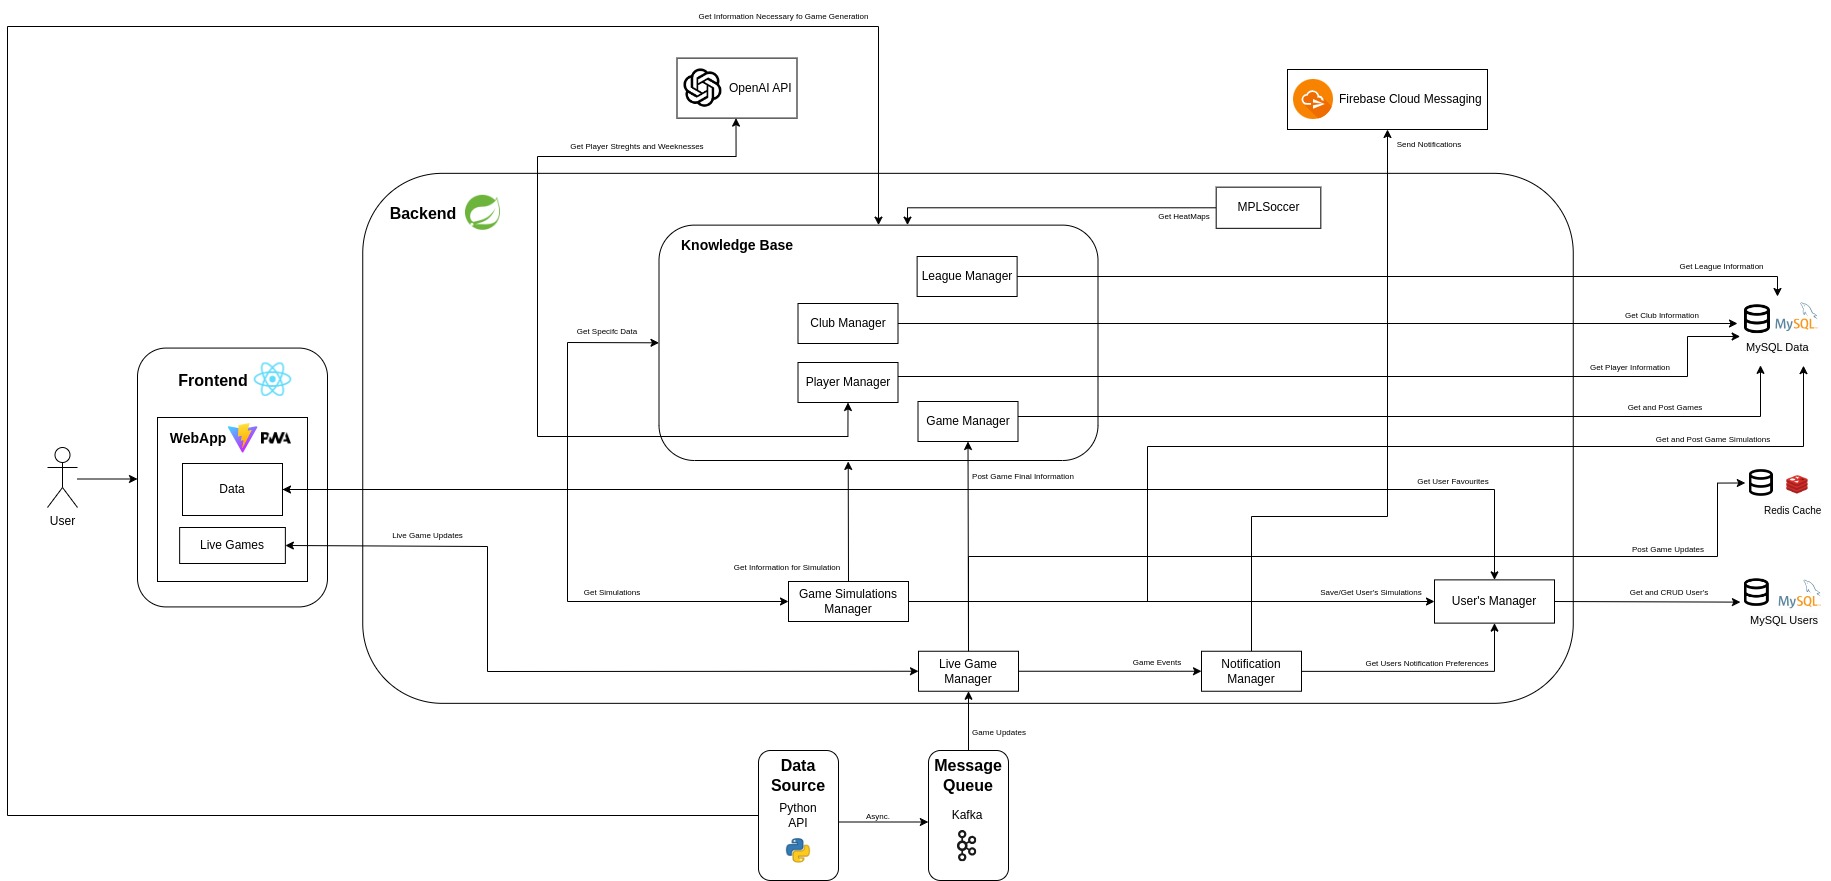 Get Information Necessary fo Game Generation
OpenAI API
Firebase Cloud Messaging
Get Player Streghts and Weeknesses
Send Notifications
Backend
MPLSoccer
Get HeatMaps
Knowledge Base
League Manager
Get League Information
Club Manager
Get Club Information
MySQL
MySQL Data
Get Specifc Data
Player Manager
Get Player Information
Frontend
Game Manager
Get and Post Games
WebApp
PWA
Get and Post Game Simulations
Data
Post Game Final Information
Get User Favourites
Redis Cache
User
Live Games
Live Game Updates
Post Game Updates
Get Information for Simulation
Get Simulations
Game Simulations
Manager
Save/Get User's Simulations
User's Manager
Get and CRUD User's
MySQL
MySQL Users
Live Game
Manager
Game Events
Notification
Manager
Get Users Notification Preferences
Game Updates
Data
Source
Python
API
Async.
Message
Queue
Kafka